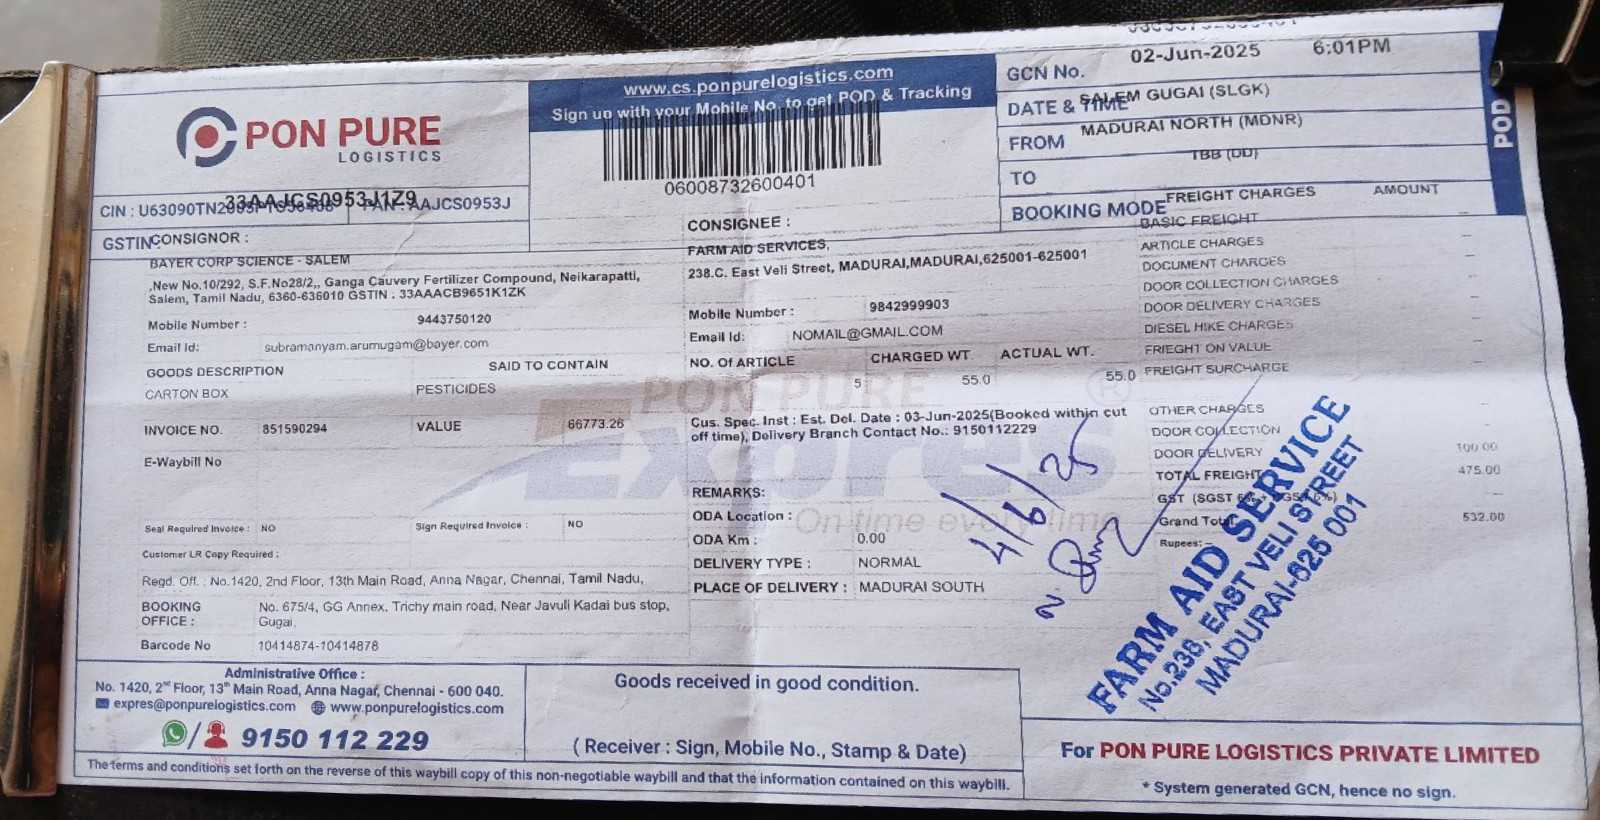 PON PURE
LOGISTICS
CIN : U63090TN2003PTC50488 | PAN : AAJCS0953J
33AAJCS0953J1Z9
GSTIN
www.cs.ponpurelogistics.com
Sign up with your Mobile No. to get POD & Tracking
06008732600401
GCN No.
02-Jun-2025 6:01PM
DATE & TIME
SALEM GUGAI (SLGK)
FROM
MADURAI NORTH (MDNR)
TBB (DD)
TO
BOOKING MODE
POD
CONSIGNOR :
BAYER CORP SCIENCE - SALEM
,New No.10/292, S.F.No28/2,, Ganga Cauvery Fertilizer Compound, Neikarapatti,
Salem, Tamil Nadu, 6360-636010 GSTIN : 33AAACB9651K1ZK
Mobile Number : 9443750120
Email Id: subramanyam.arumugam@bayer.com
CONSIGNEE :
FARM AID SERVICES,
238.C. East Veli Street, MADURAI,MADURAI,625001-625001
Mobile Number : 9842999903
Email Id: NOMAIL@GMAIL.COM
GOODS DESCRIPTION SAID TO CONTAIN
CARTON BOX PESTICIDES
NO. Of ARTICLE CHARGED WT. ACTUAL WT.
5 55.0 55.0
INVOICE NO. 851590294 VALUE 66773.26
E-Waybill No
Cus. Spec. Inst : Est. Del. Date : 03-Jun-2025(Booked within cut
off time), Delivery Branch Contact No.: 9150112229
PON PURE
Expres
On-time every time
®
Seal Required Invoice : NO Sign Required Invoice : NO
Customer LR Copy Required :
Regd. Off. : No.1420, 2nd Floor, 13th Main Road, Anna Nagar, Chennai, Tamil Nadu,
BOOKING
OFFICE :
No. 675/4, GG Annex, Trichy main road, Near Javuli Kadai bus stop,
Gugai.
Barcode No 10414874-10414878
REMARKS:
ODA Location :
ODA Km : 0.00
DELIVERY TYPE : NORMAL
PLACE OF DELIVERY : MADURAI SOUTH
FREIGHT CHARGES AMOUNT
BASIC FREIGHT -
ARTICLE CHARGES -
DOCUMENT CHARGES -
DOOR COLLECTION CHARGES -
DOOR DELIVERY CHARGES -
DIESEL HIKE CHARGES -
FRIEGHT ON VALUE -
FREIGHT SURCHARGE -
OTHER CHARGES -
DOOR COLLECTION -
DOOR DELIVERY 100.00
TOTAL FREIGHT 475.00
GST (SGST 6% + CGST 6%) -
Grand Total 532.00
Rupees:-
4/6/25
FARM AID SERVICE
No.238, EAST VELI STREET
MADURAI-625 001
Administrative Office :
No. 1420, 2nd Floor, 13th Main Road, Anna Nagar, Chennai - 600 040.
expres@ponpurelogistics.com www.ponpurelogistics.com
/ 9150 112 229
Goods received in good condition.
( Receiver : Sign, Mobile No., Stamp & Date)
For PON PURE LOGISTICS PRIVATE LIMITED
* System generated GCN, hence no sign.
The terms and conditions set forth on the reverse of this waybill copy of this non-negotiable waybill and that the information contained on this waybill.